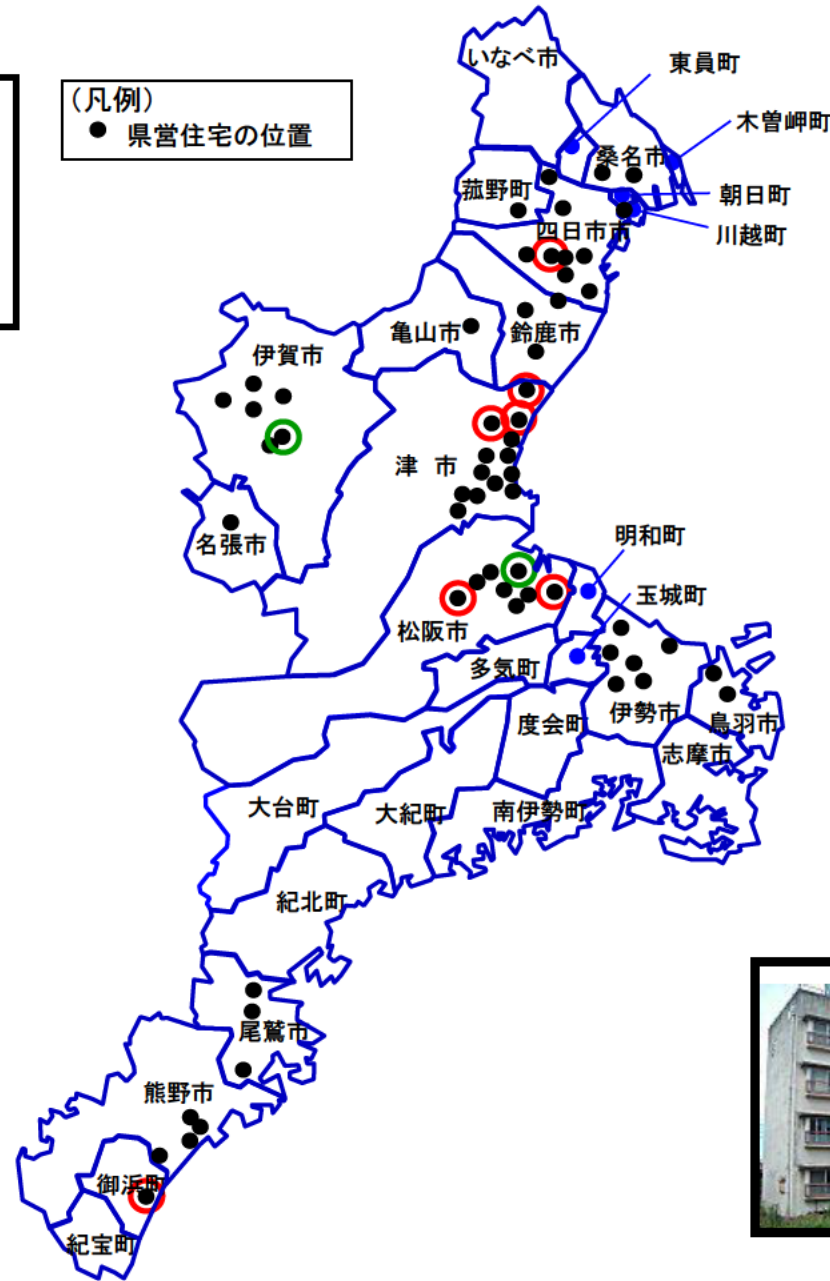 (凡例)
● 県営住宅の位置
いなべ市
東員町
木曽岬町
桑名市
菰野町
朝日町
四日市市
川越町
亀山市
鈴鹿市
伊賀市
津 市
名張市
明和町
玉城町
松阪市
多気町
度会町
伊勢市
鳥羽市
志摩市
大台町
大紀町
南伊勢町
紀北町
尾鷲市
熊野市
御浜町
紀宝町